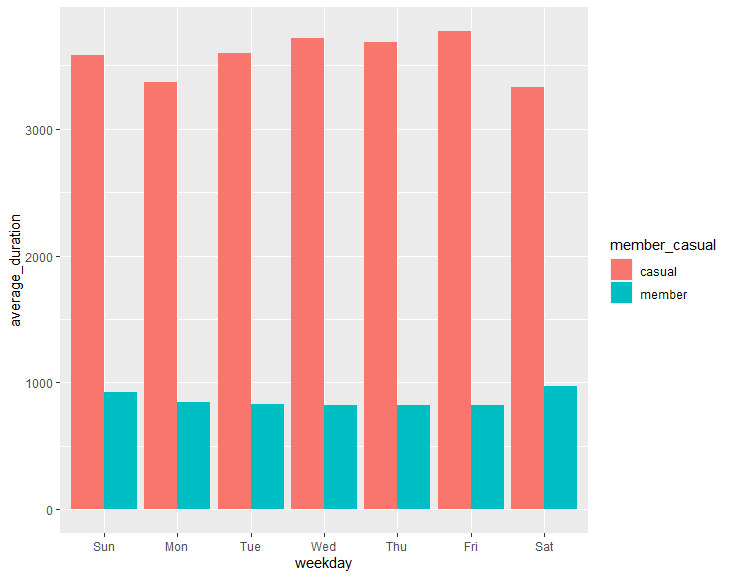 3000
2000
1000
0
average_duration
Sun Mon Tue Wed Thu Fri Sat
weekday
member_casual
casual
member